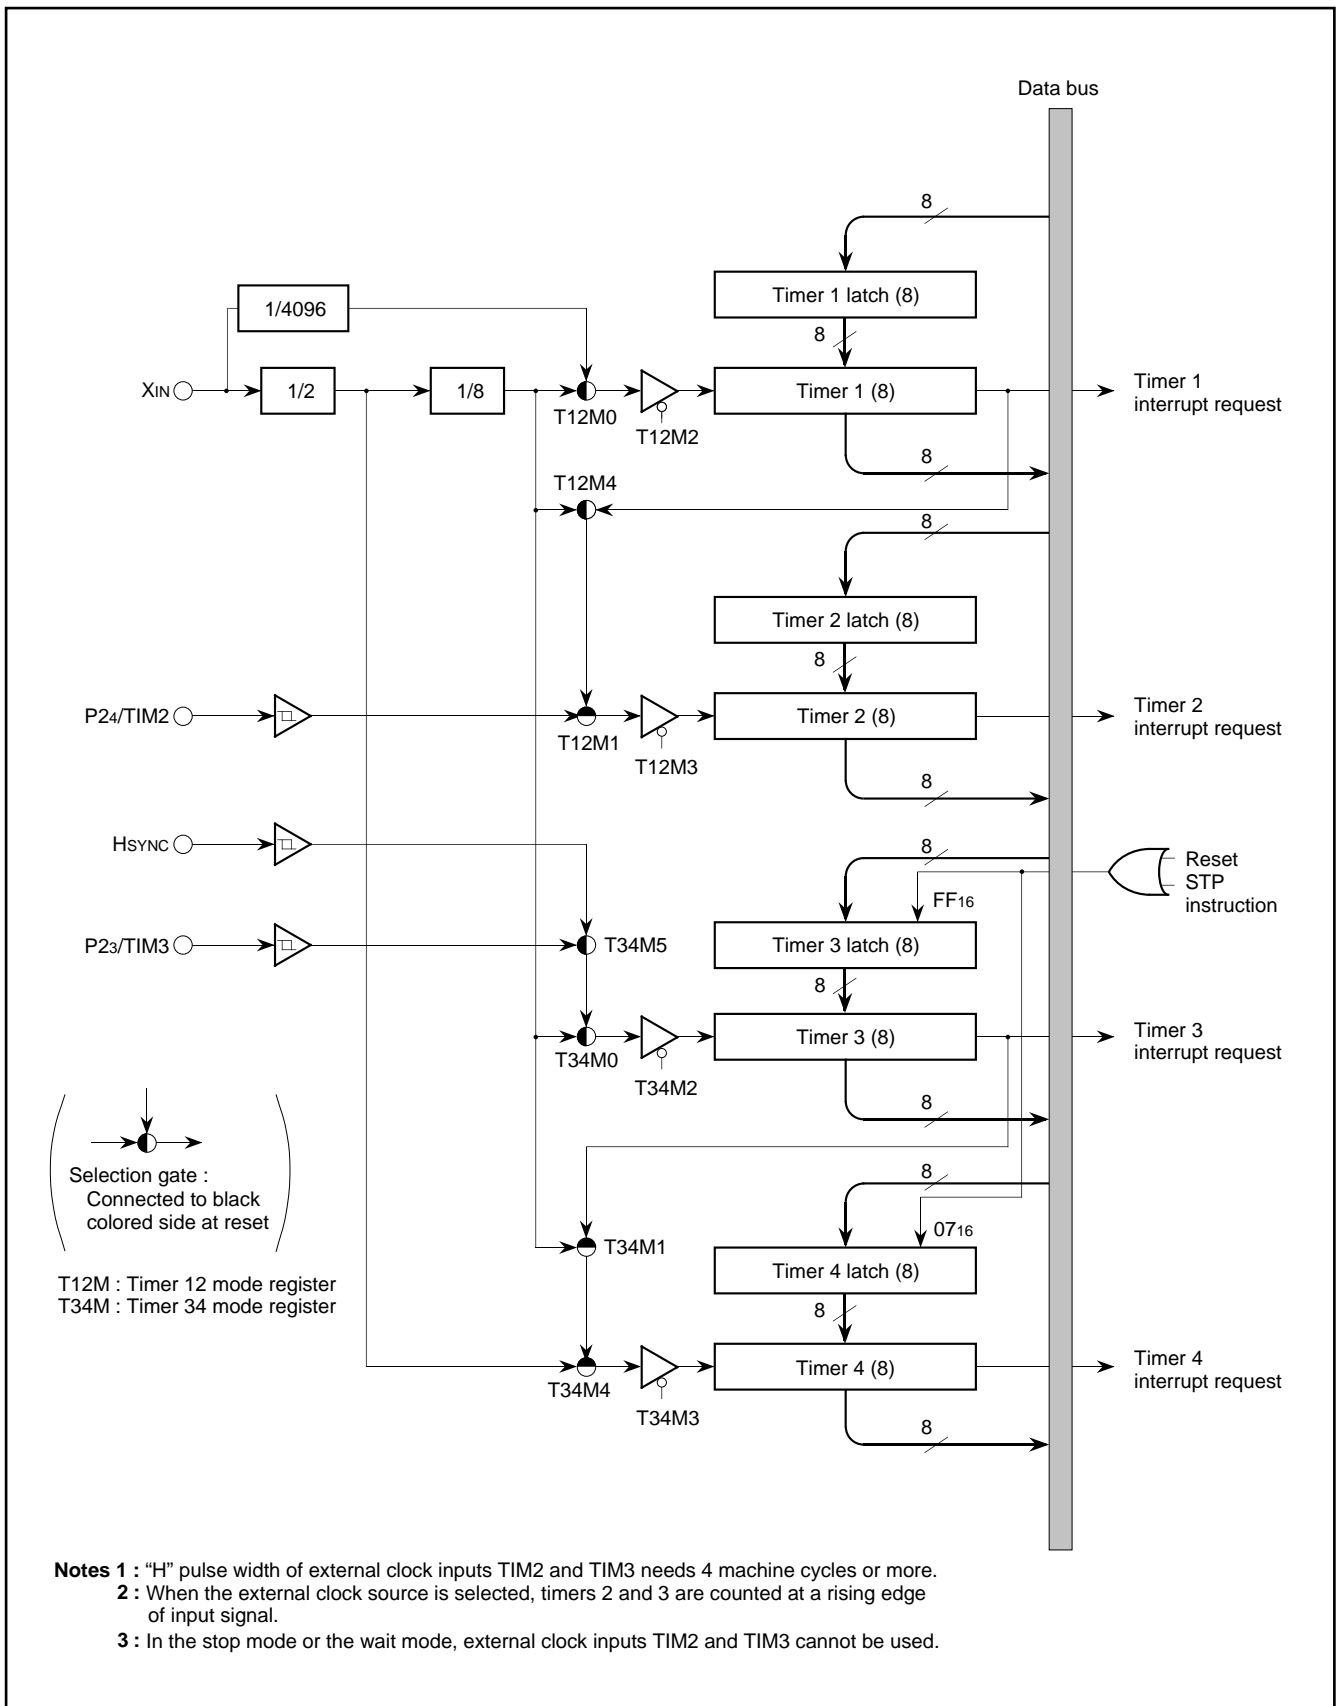 Data bus
8
Timer 1 latch (8)
1/4096
8
XIN
1/2
1/8
T12M0
T12M2
Timer 1 (8)
Timer 1
interrupt request
8
T12M4
8
Timer 2 latch (8)
8
P24/TIM2
T12M1
T12M3
Timer 2 (8)
Timer 2
interrupt request
8
HSYNC
8
Reset
STP
instruction
FF16
P23/TIM3
T34M5
Timer 3 latch (8)
8
T34M0
T34M2
Timer 3 (8)
Timer 3
interrupt request
8
Selection gate :
Connected to black
colored side at reset
8
0716
T34M1
Timer 4 latch (8)
T12M : Timer 12 mode register
T34M : Timer 34 mode register
8
T34M4
T34M3
Timer 4 (8)
Timer 4
interrupt request
8
Notes 1 : “H” pulse width of external clock inputs TIM2 and TIM3 needs 4 machine cycles or more.
2 : When the external clock source is selected, timers 2 and 3 are counted at a rising edge
of input signal.
3 : In the stop mode or the wait mode, external clock inputs TIM2 and TIM3 cannot be used.